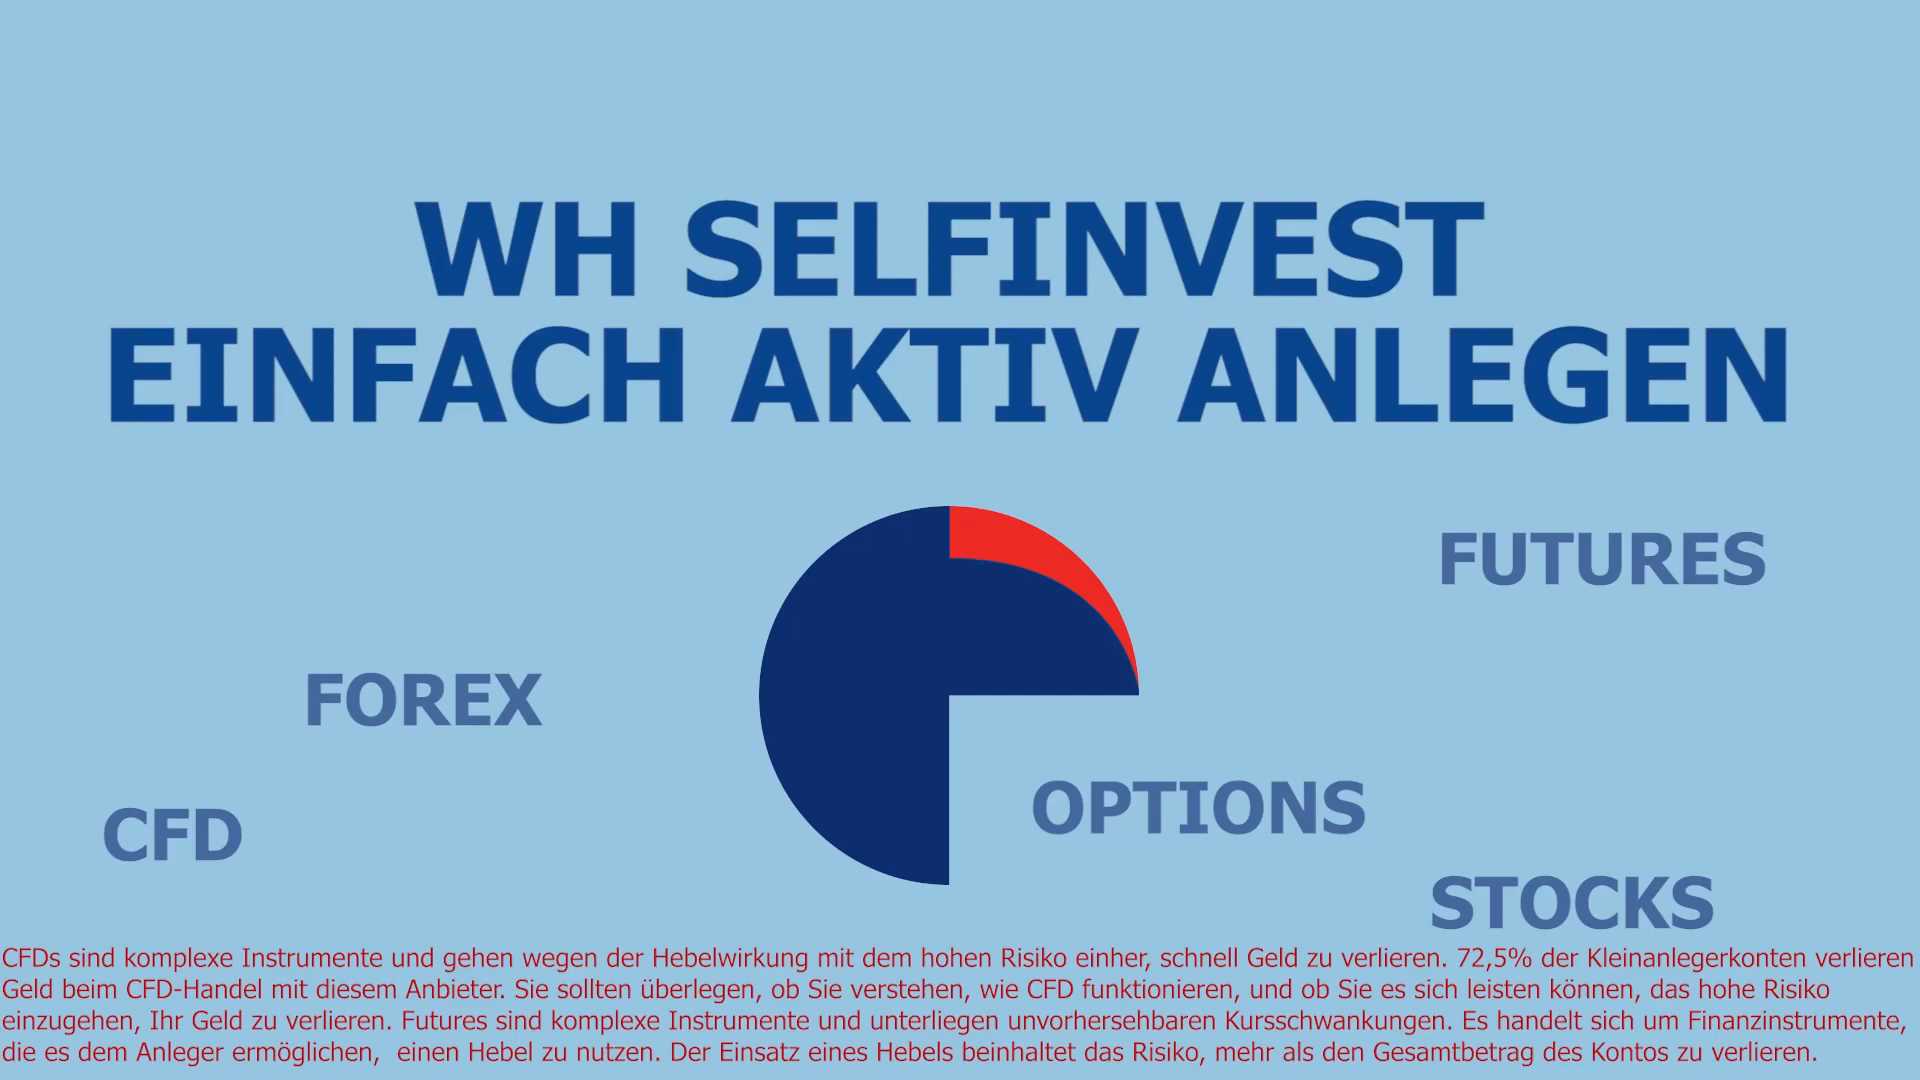 WH SELFINVEST
EINFACH AKTIV ANLEGEN
FUTURES
FOREX
OPTIONS
CFD
STOCKS
CFDs sind komplexe Instrumente und gehen wegen der Hebelwirkung mit dem hohen Risiko einher, schnell Geld zu verlieren. 72,5% der Kleinanlegerkonten verlieren
Geld beim CFD-Handel mit diesem Anbieter. Sie sollten überlegen, ob Sie verstehen, wie CFD funktionieren, und ob Sie es sich leisten können, das hohe Risiko
einzugehen, Ihr Geld zu verlieren. Futures sind komplexe Instrumente und unterliegen unvorhersehbaren Kursschwankungen. Es handelt sich um Finanzinstrumente,
die es dem Anleger ermöglichen,  einen Hebel zu nutzen. Der Einsatz eines Hebels beinhaltet das Risiko, mehr als den Gesamtbetrag des Kontos zu verlieren.